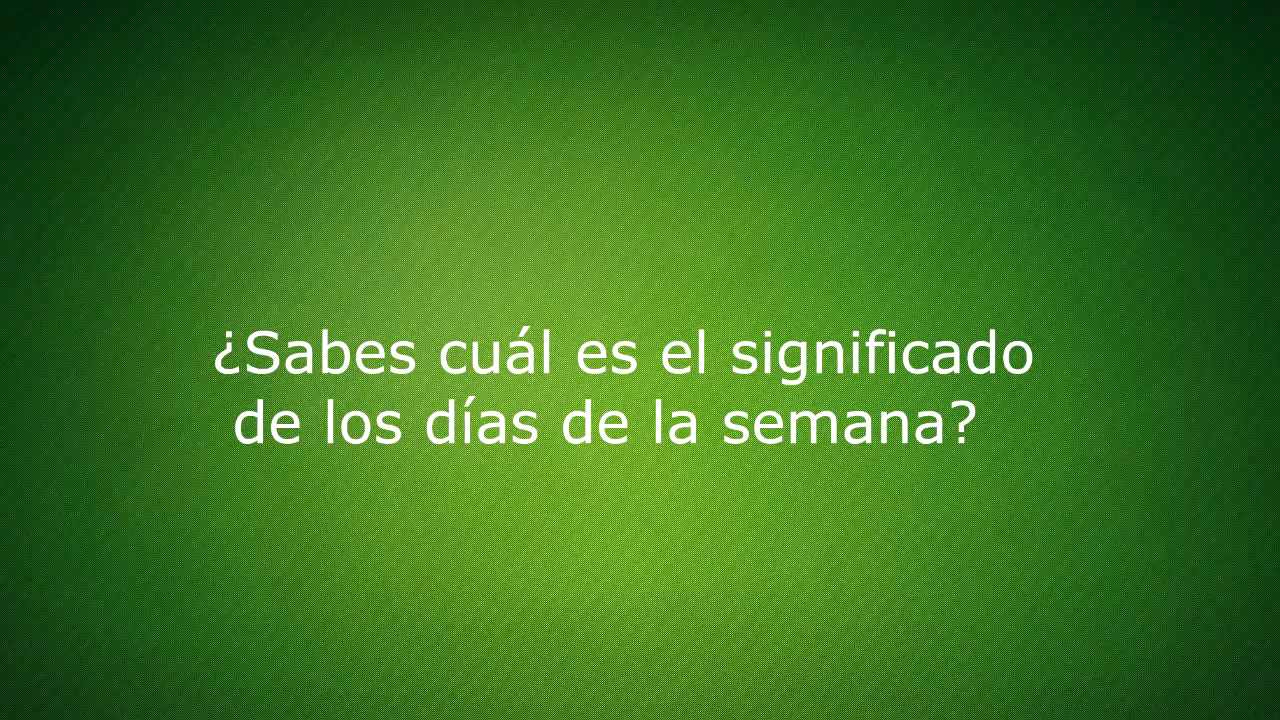 ¿Sabes cuál es el significado
de los días de la semana?